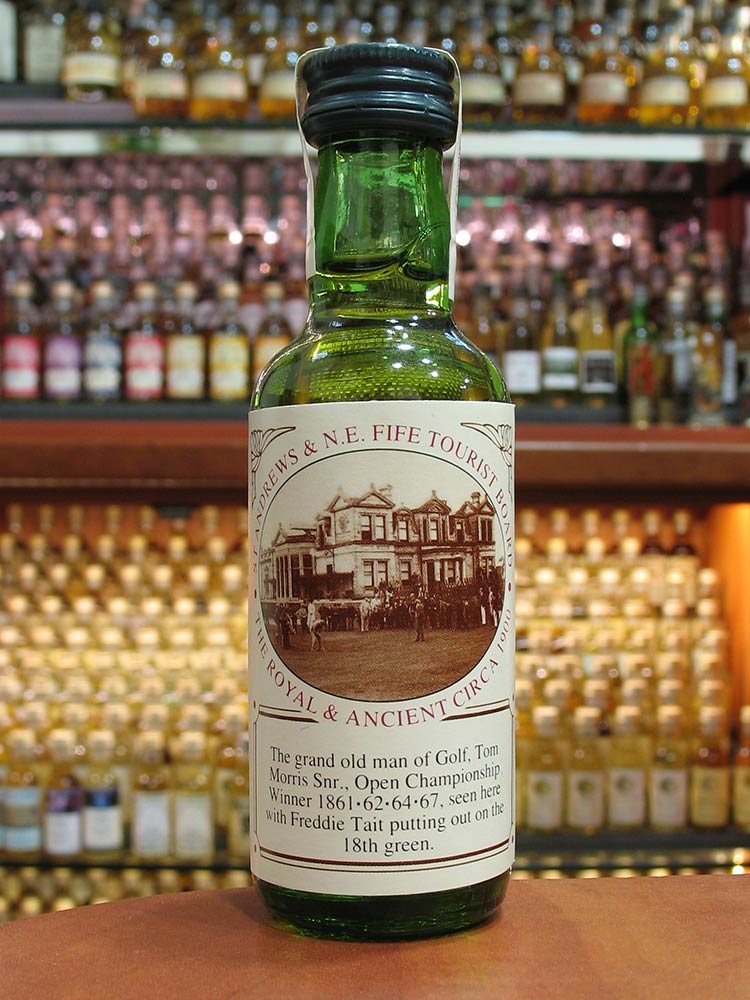 ST. ANDREWS & N.E. FIFE TOURIST BOARD
THE ROYAL & ANCIENT CIRCA 1900
The grand old man of Golf, Tom
Morris Snr., Open Championship
Winner 1861·62·64·67, seen here
with Freddie Tait putting out on the
18th green.